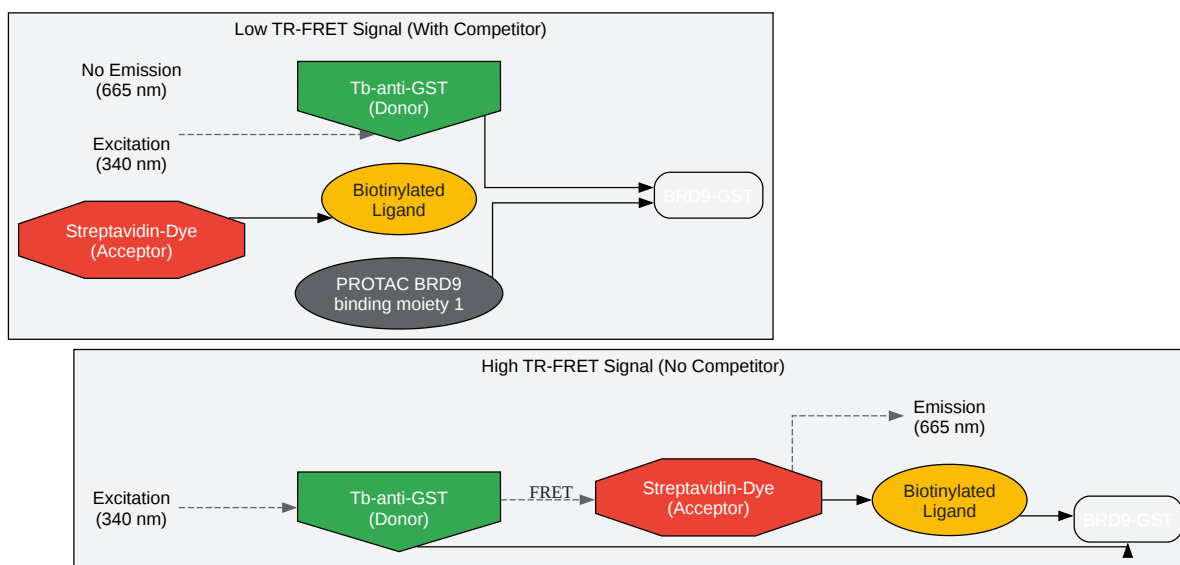 Low TR-FRET Signal (With Competitor)
No Emission
(665 nm)
Excitation
(340 nm)
Tb-anti-GST
(Donor)
Biotinylated
Ligand
BRD9-GST
Streptavidin-Dye
(Acceptor)
PROTAC BRD9
binding moiety 1
High TR-FRET Signal (No Competitor)
Excitation
(340 nm)
Tb-anti-GST
(Donor)
FRET
Streptavidin-Dye
(Acceptor)
Emission
(665 nm)
Biotinylated
Ligand
BRD9-GST